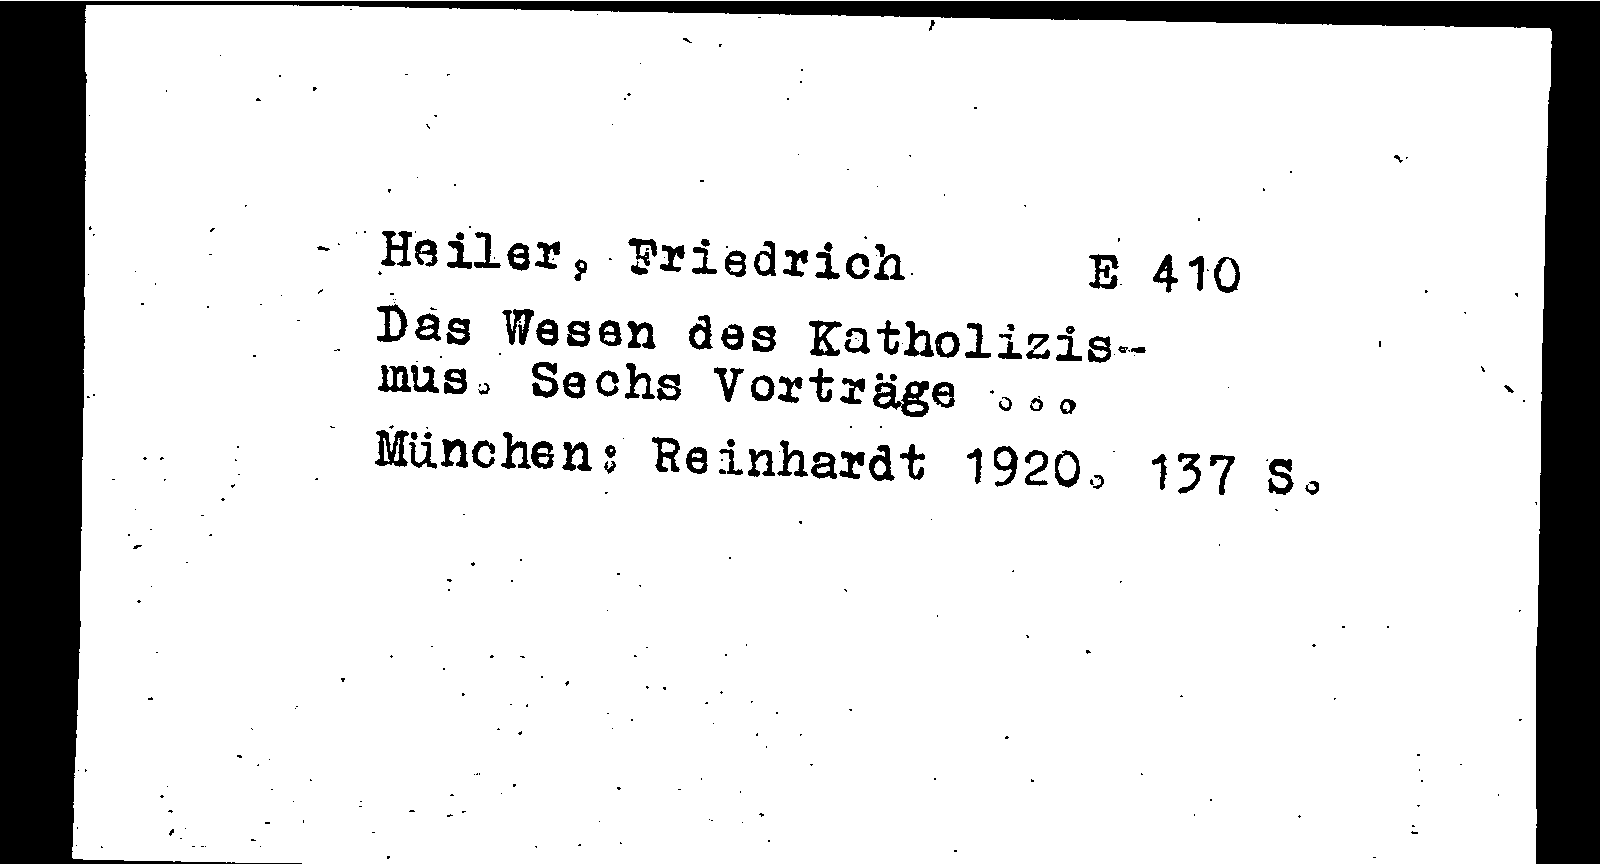 Heiler, Friedrich E 410
Das Wesen des Katholizis-
mus. Sechs Vorträge ...
München: Reinhardt 1920. 137 S.